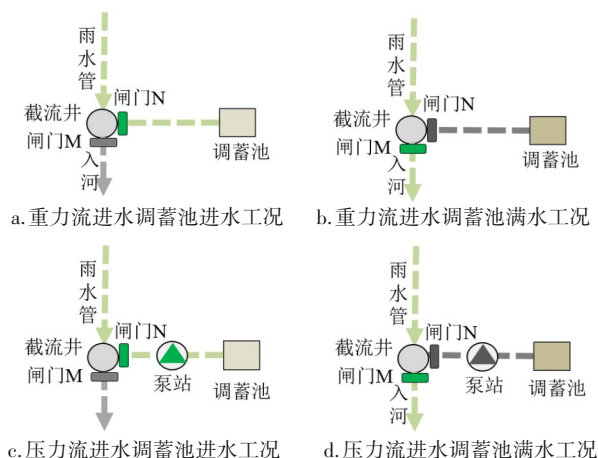 雨水管
闸门N
截流井
闸门M
入河
调蓄池
a.重力流进水调蓄池进水工况
雨水管
闸门N
截流井
闸门M
入河
调蓄池
b.重力流进水调蓄池满水工况
雨水管
闸门N
截流井
闸门M
泵站
调蓄池
c.压力流进水调蓄池进水工况
雨水管
闸门N
截流井
闸门M
入河
泵站
调蓄池
d.压力流进水调蓄池满水工况